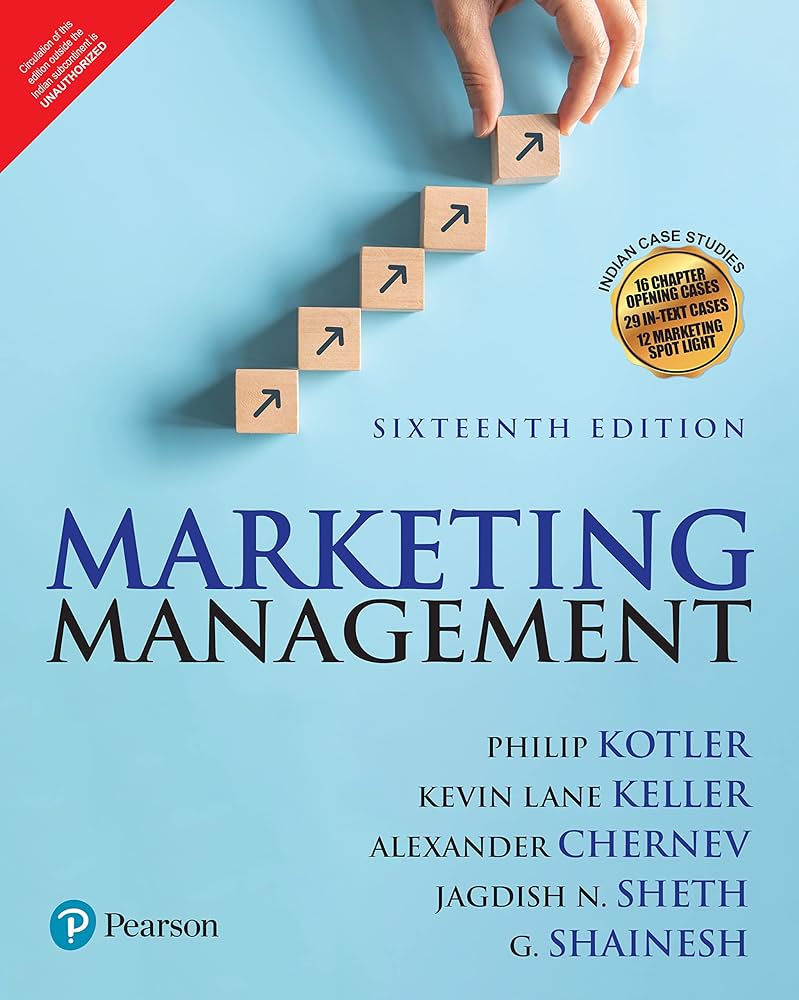 Circulation of this
edition outside the
Indian subcontinent is
UNAUTHORIZED
INDIAN CASE STUDIES
16 CHAPTER
OPENING CASES
29 IN-TEXT CASES
12 MARKETING
SPOT LIGHT
SIXTEENTH EDITION
MARKETING
MANAGEMENT
PHILIP KOTLER
KEVIN LANE KELLER
ALEXANDER CHERNEV
JAGDISH N. SHETH
G. SHAINESH
P Pearson